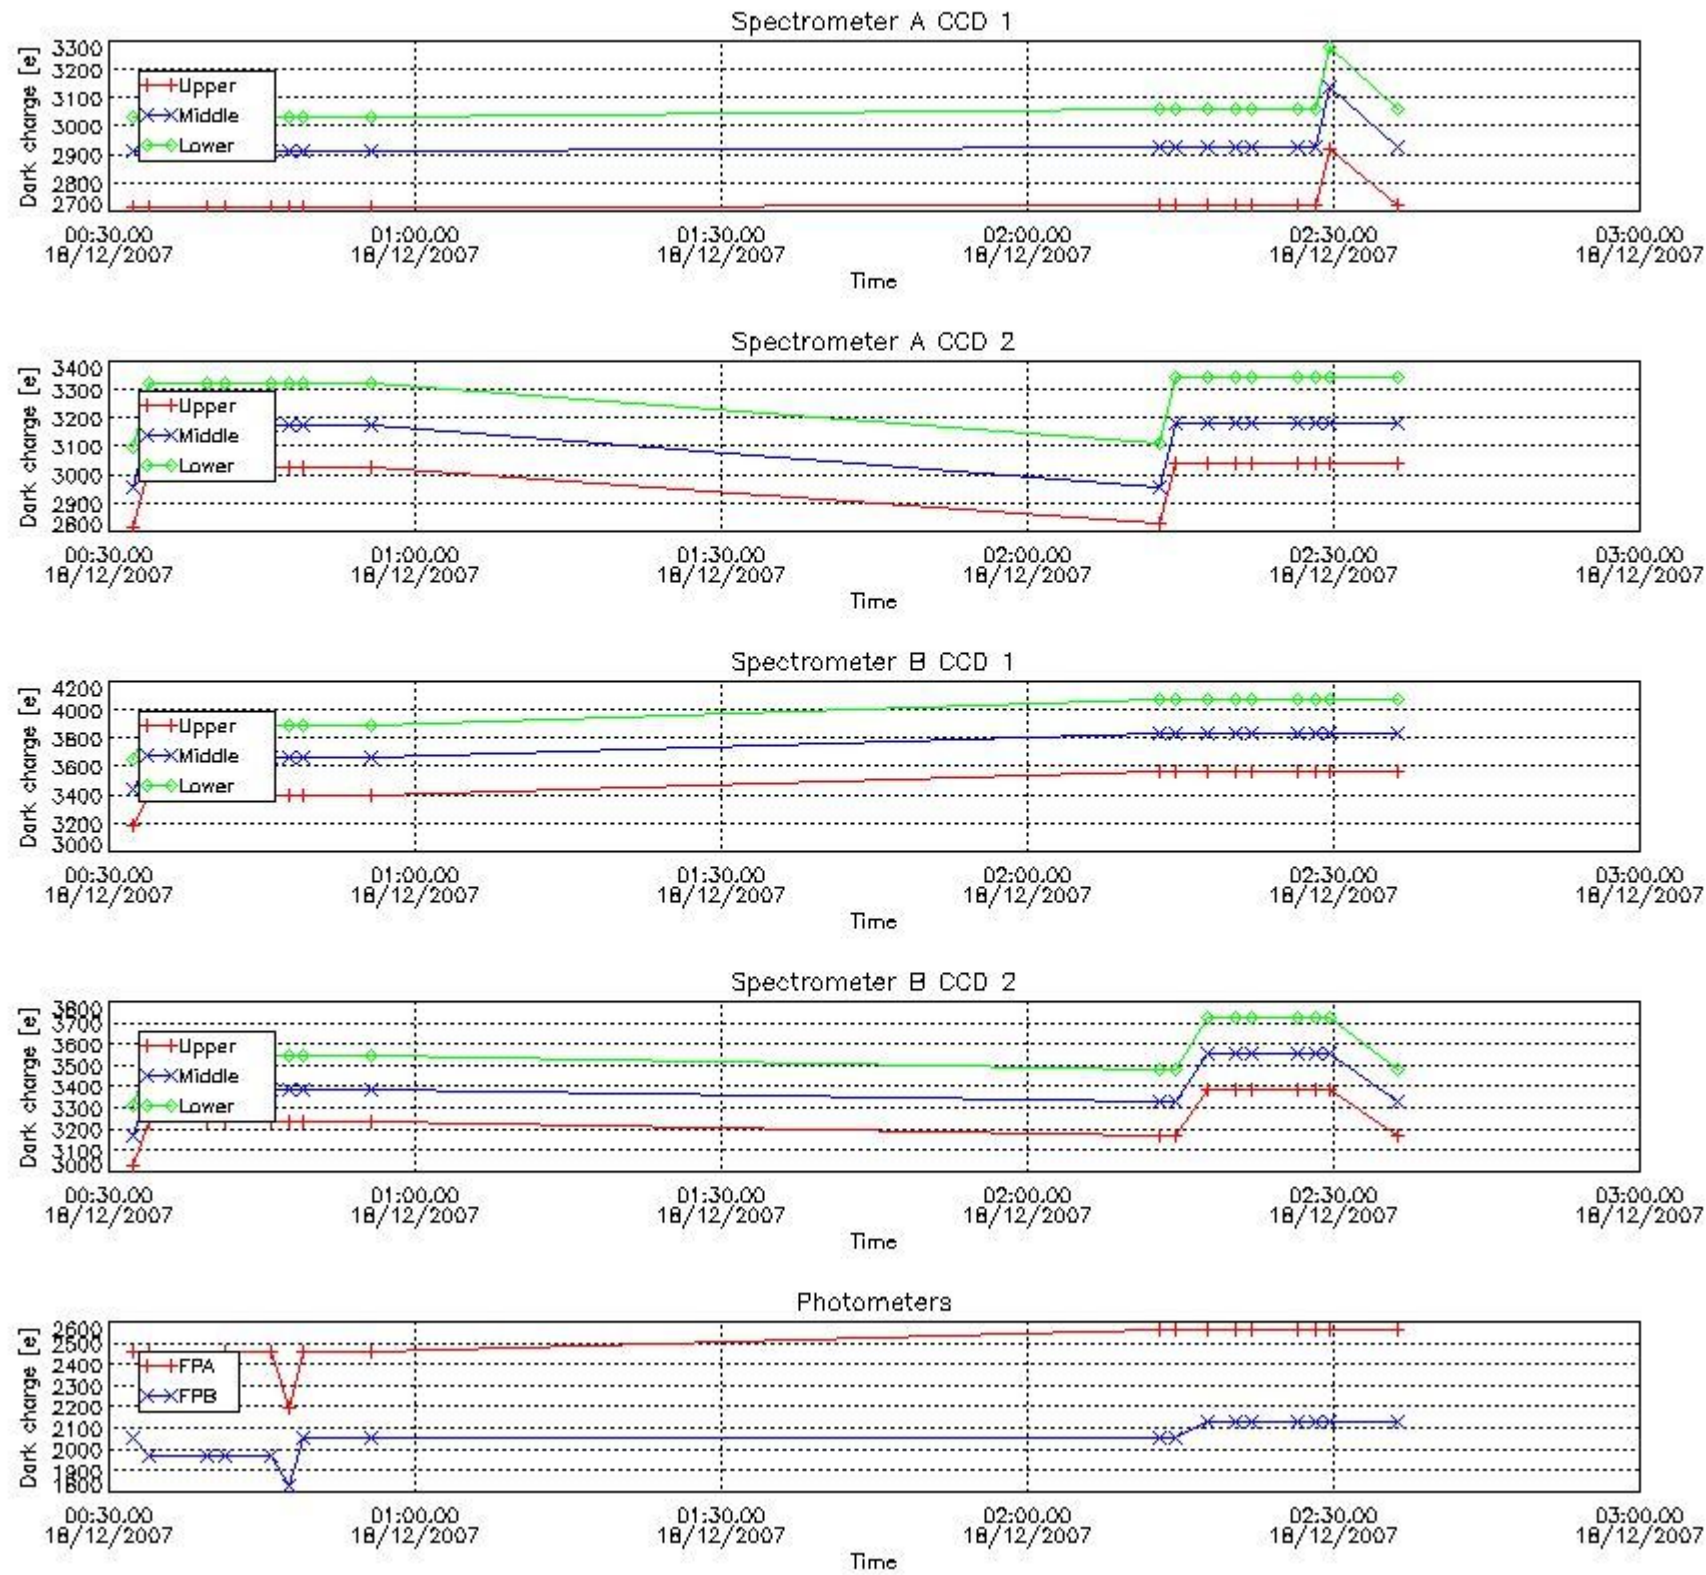 Spectrometer A CCD 1
Dark charge [e]
3300
3200
3100
3000
2900
2800
2700
Upper
Middle
Lower
00:30.00 01:00.00 01:30.00 02:00.00 02:30.00 03:00.00
18/12/2007 18/12/2007 18/12/2007 18/12/2007 18/12/2007 18/12/2007
Time
Spectrometer A CCD 2
Dark charge [e]
3400
3300
3200
3100
3000
2900
2800
Upper
Middle
Lower
00:30.00 01:00.00 01:30.00 02:00.00 02:30.00 03:00.00
18/12/2007 18/12/2007 18/12/2007 18/12/2007 18/12/2007 18/12/2007
Time
Spectrometer B CCD 1
Dark charge [e]
4200
4000
3800
3600
3400
3200
3000
Upper
Middle
Lower
00:30.00 01:00.00 01:30.00 02:00.00 02:30.00 03:00.00
18/12/2007 18/12/2007 18/12/2007 18/12/2007 18/12/2007 18/12/2007
Time
Spectrometer B CCD 2
Dark charge [e]
3800
3700
3600
3500
3400
3300
3200
3100
3000
Upper
Middle
Lower
00:30.00 01:00.00 01:30.00 02:00.00 02:30.00 03:00.00
18/12/2007 18/12/2007 18/12/2007 18/12/2007 18/12/2007 18/12/2007
Time
Photometers
Dark charge [e]
2600
2500
2400
2300
2200
2100
2000
1900
1800
FPA
FPB
00:30.00 01:00.00 01:30.00 02:00.00 02:30.00 03:00.00
18/12/2007 18/12/2007 18/12/2007 18/12/2007 18/12/2007 18/12/2007
Time